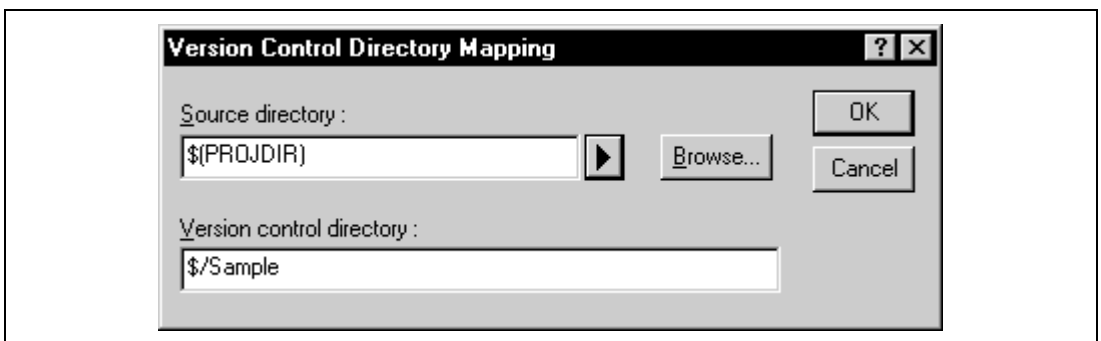 Version Control Directory Mapping
Source directory :
OK
$(PROJDIR)
Browse...
Cancel
Version control directory :
$/Sample